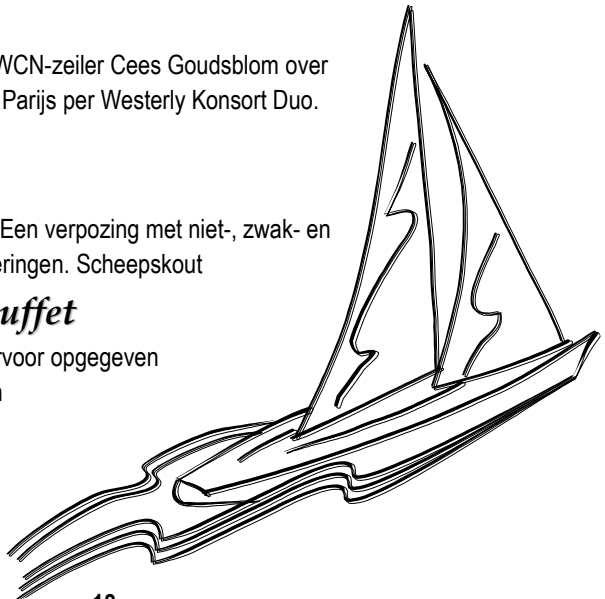 WCN-zeiler Cees Goudsblom over
Parijs per Westerly Konsort Duo.
Een verpozing met niet-, zwak- en
eringen. Scheepskout
uffet
rvoor opgegeven